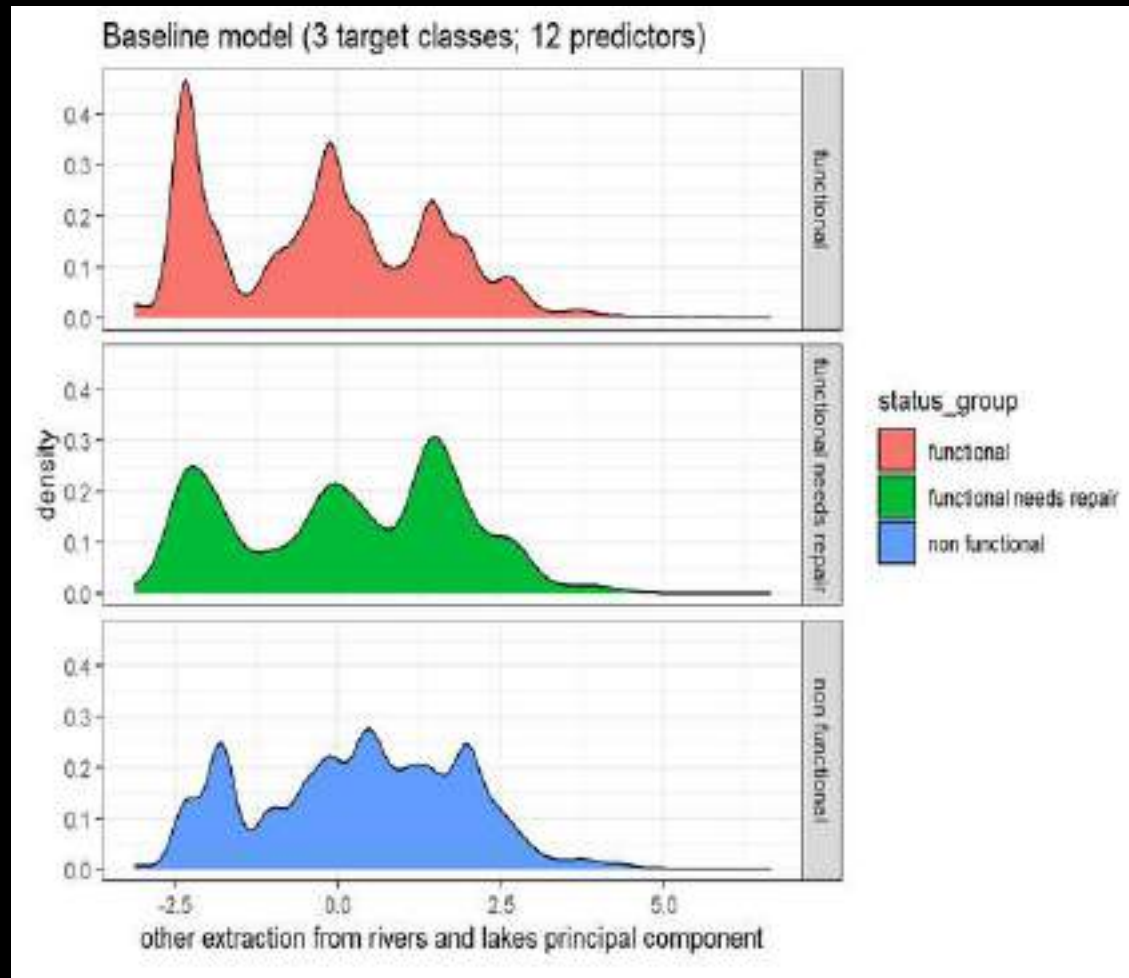 Baseline model (3 target classes; 12 predictors)
0.4
0.3
0.2
0.1
0.0
functional
0.4
0.3
0.2
0.1
0.0
functional needs repair
0.4
0.3
0.2
0.1
0.0
non functional
density
-2.5 0.0 2.5 5.0
other extraction from rivers and lakes principal component
status_group
functional
functional needs repair
non functional